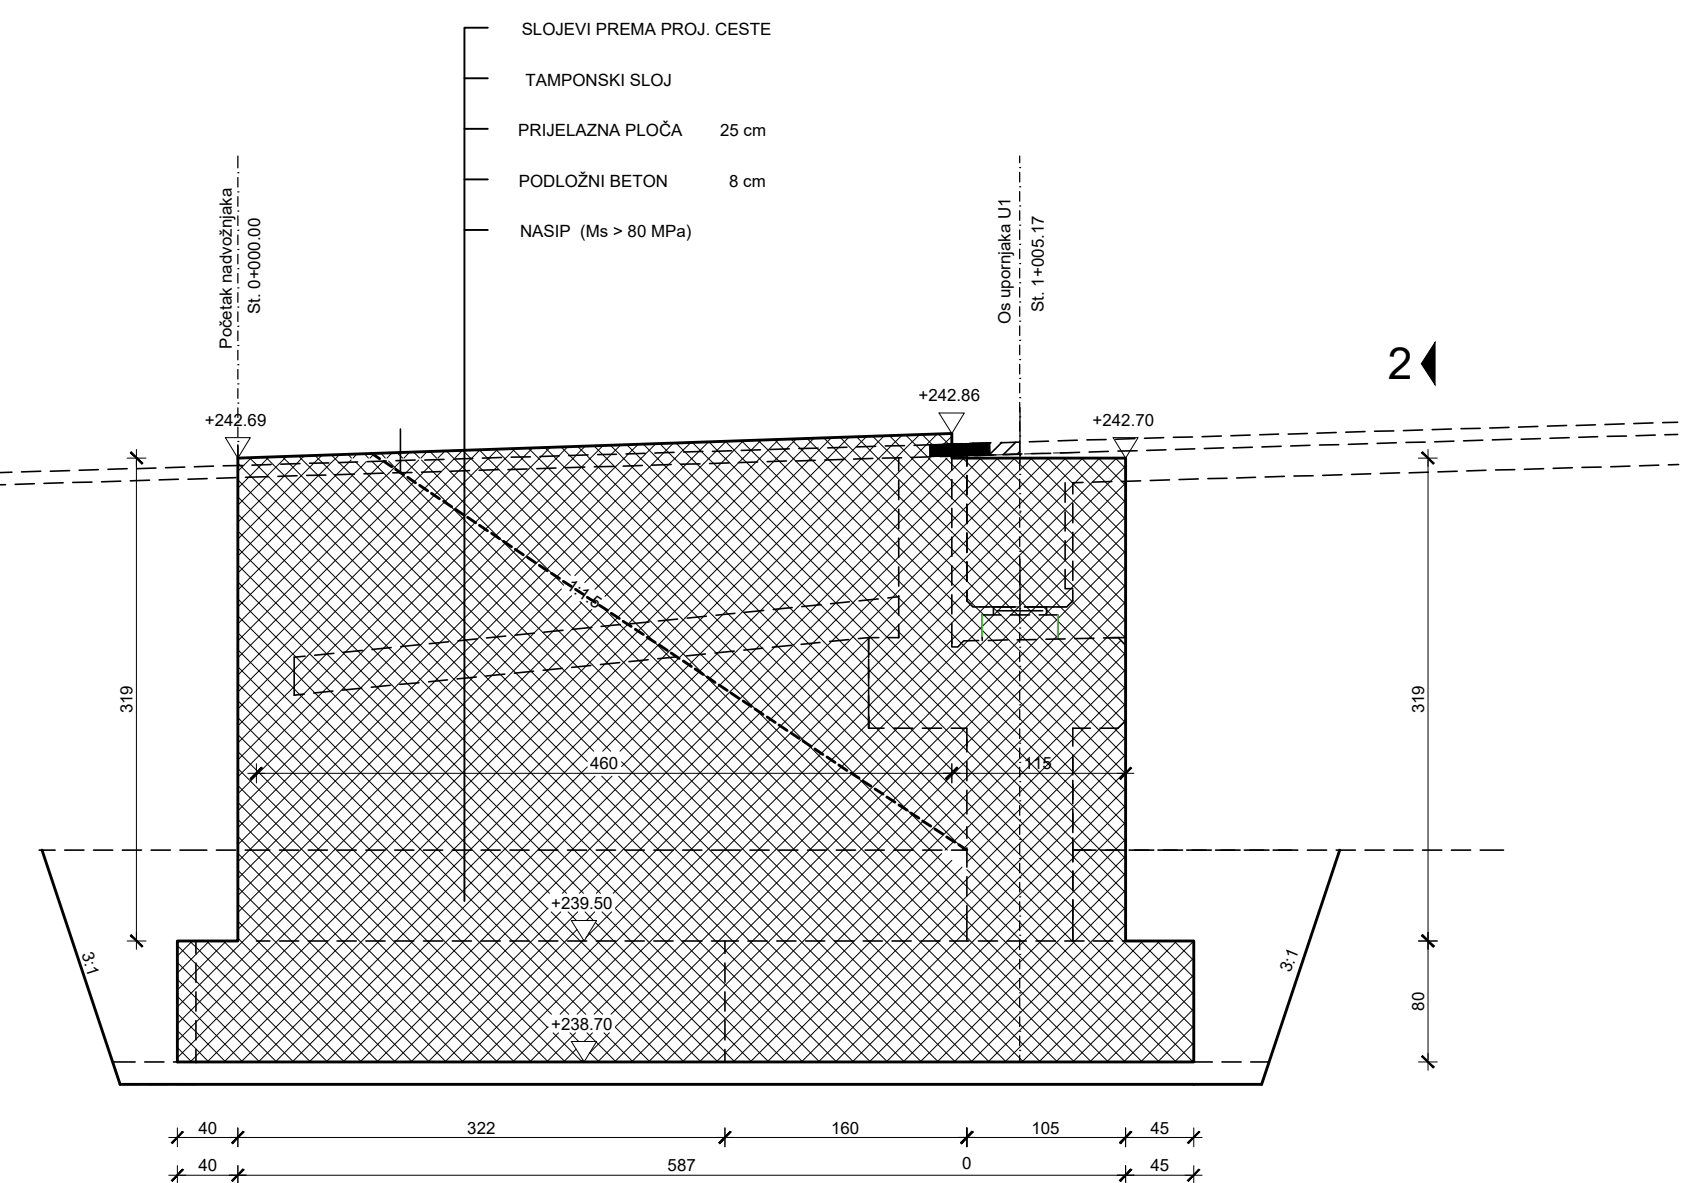 SLOJEVI PREMA PROJ. CESTE
TAMPONSKI SLOJ
PRIJELAZNA PLOČA 25 cm
PODLOŽNI BETON 8 cm
NASIP (Ms > 80 MPa)
Početak nadvožnjaka
St. 0+000.00
Os upornjaka U1
St. 1+005.17
2
+242.69
+242.86
+242.70
1:1.5
319
319
460
115
+239.50
3:1
3:1
80
+238.70
40
322
160
105
45
40
587
0
45